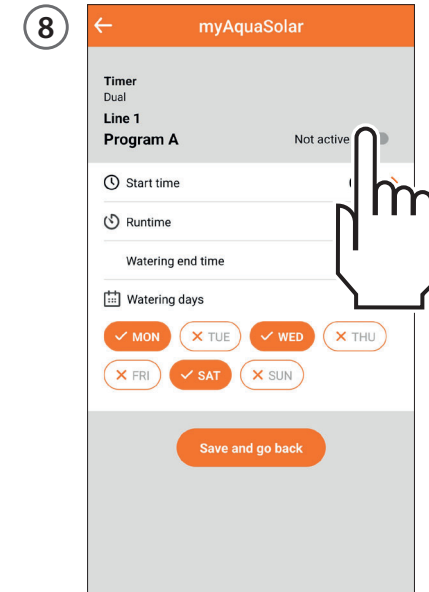 8
myAquaSolar
Timer
Dual
Line 1
Program A Not active
Start time
Runtime
Watering end time
Watering days
MON TUE WED THU
FRI SAT SUN
Save and go back